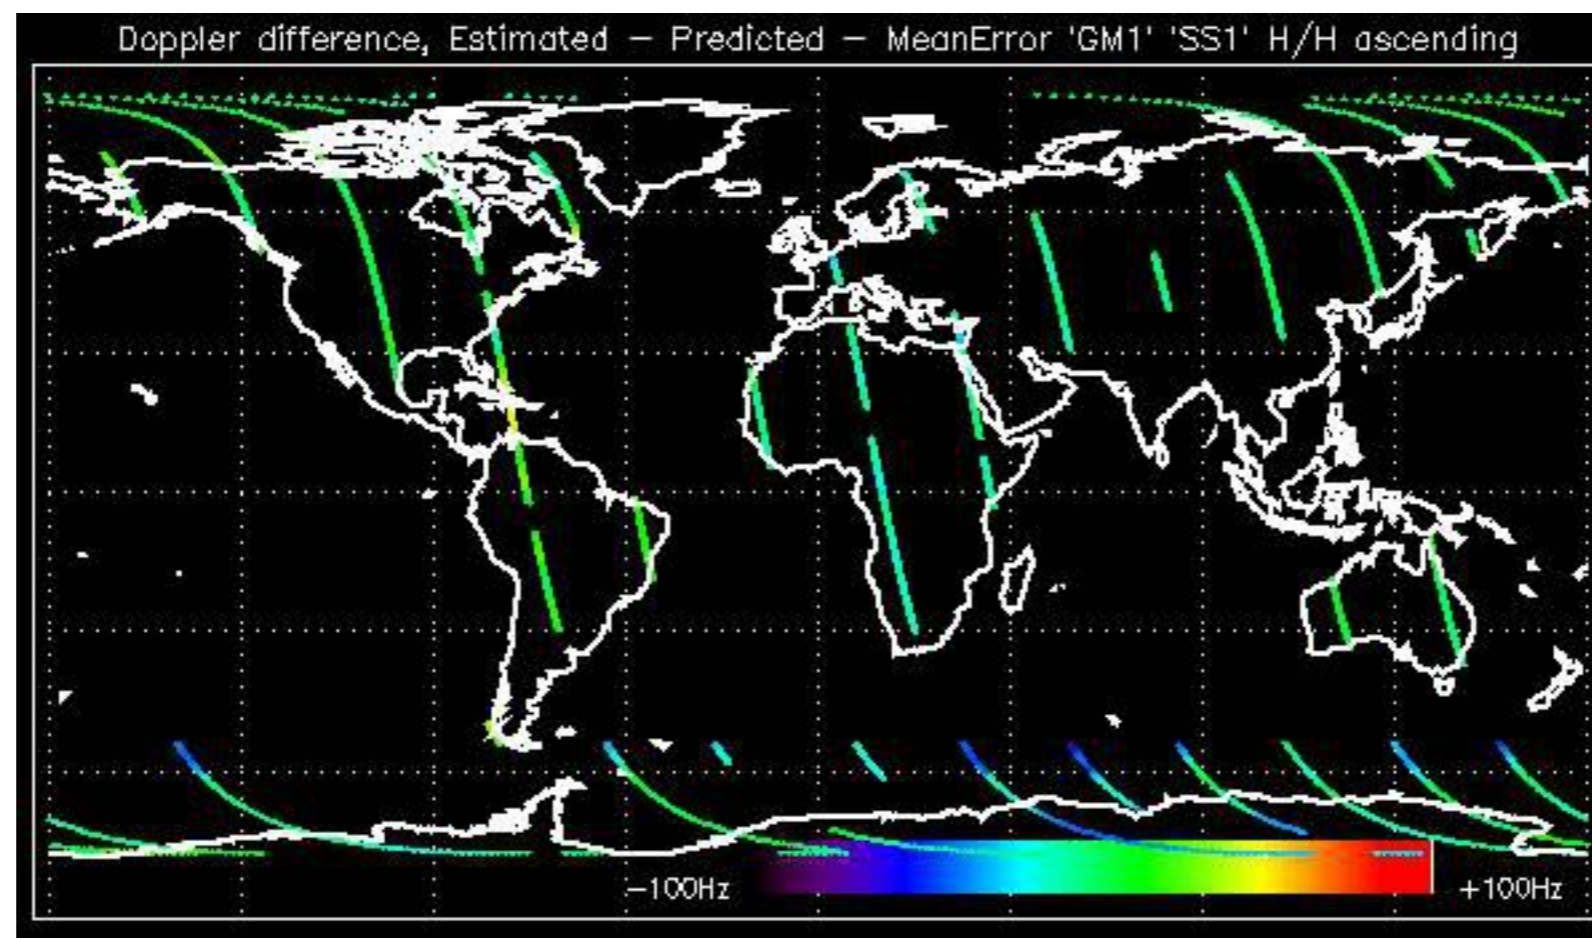 Doppler difference, Estimated – Predicted – MeanError 'GM1' 'SS1' H/H ascending
–100Hz
+100Hz